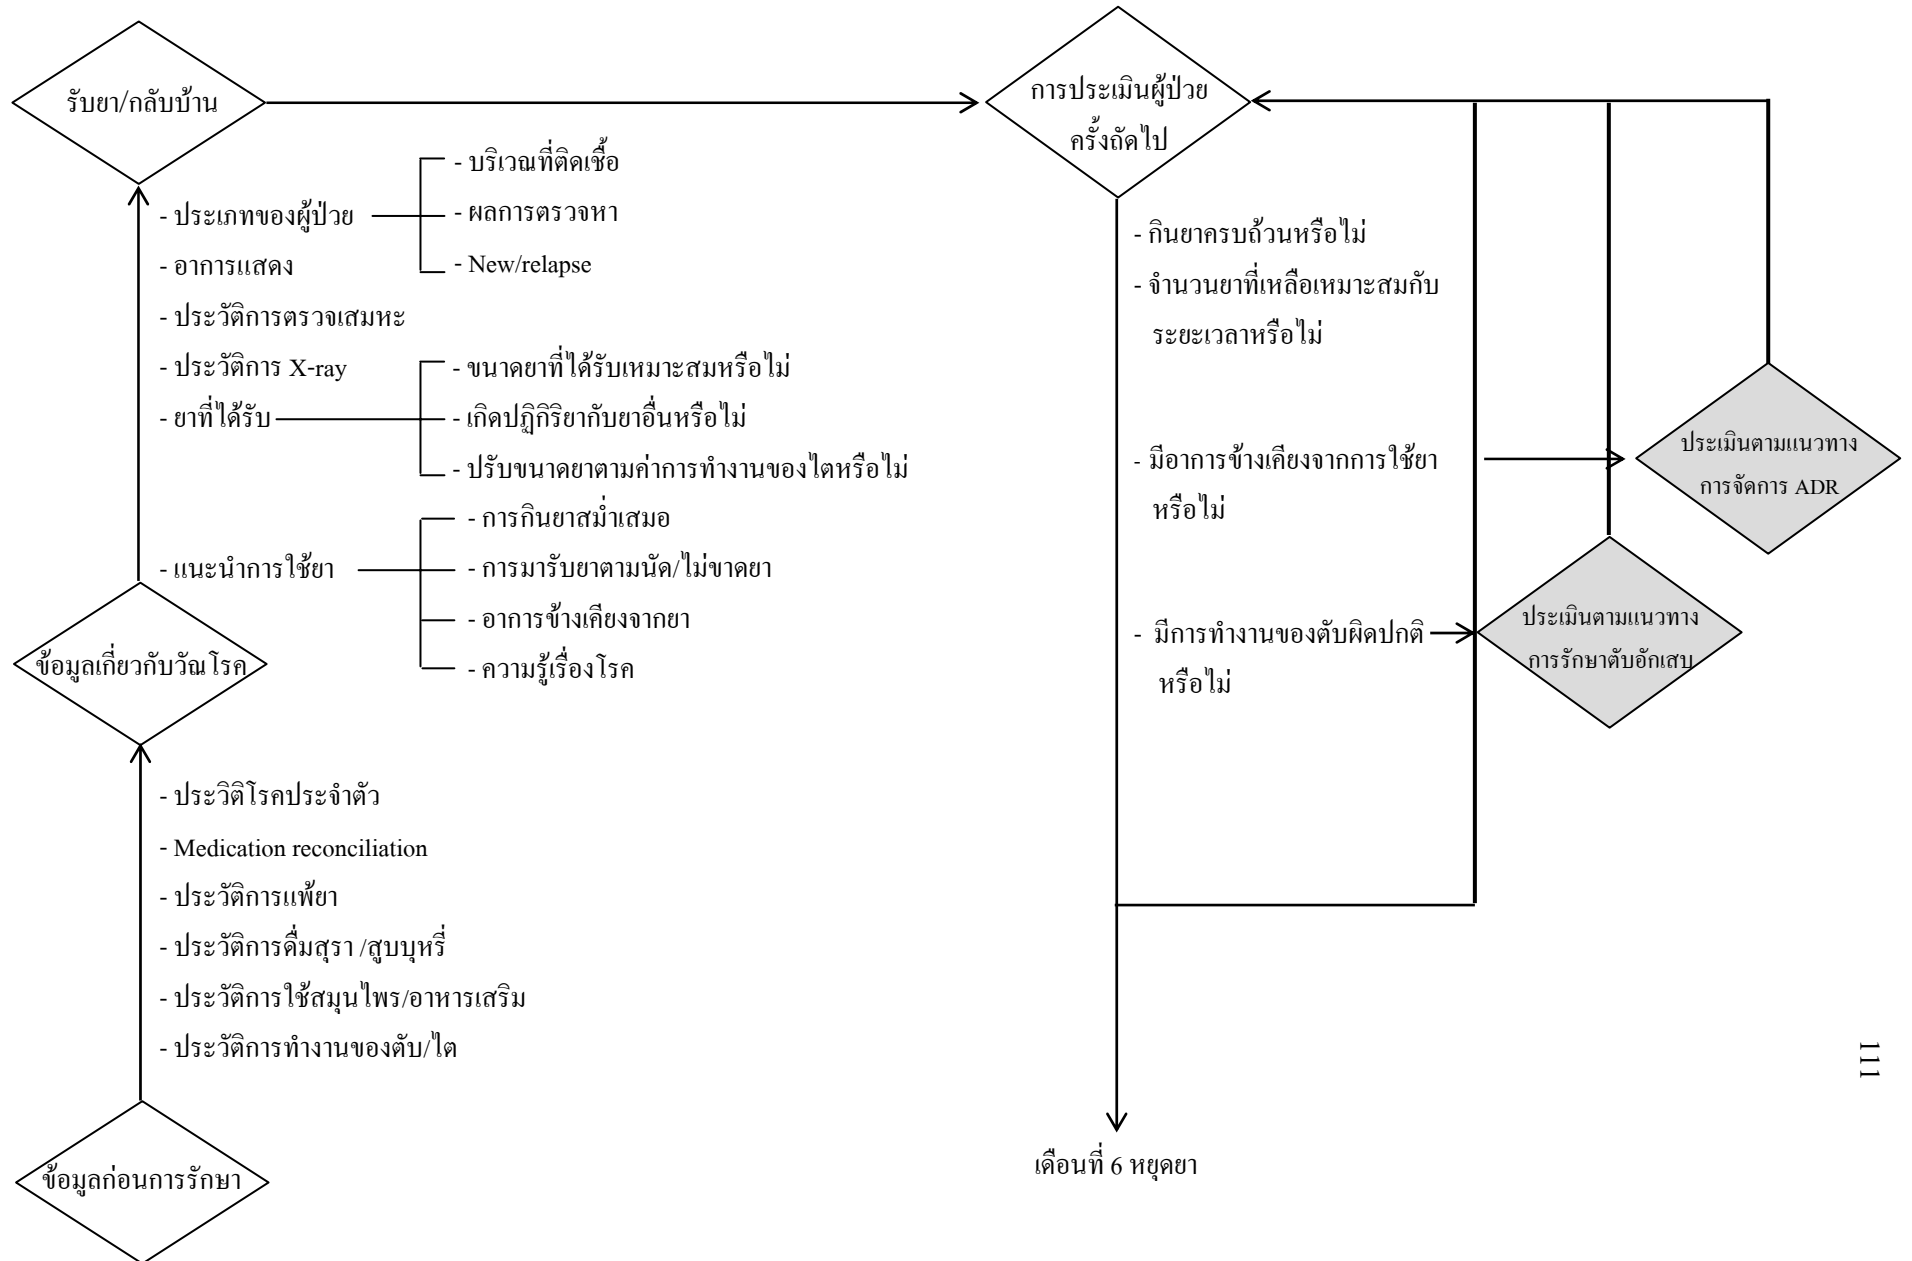 รับยา/กลับบ้าน
- ประเภทของผู้ป่วย
- บริเวณที่ติดเชื้อ
- ผลการตรวจหา
- New/relapse
- อาการแสดง
- ประวัติการตรวจเสมหะ
- ประวัติการ X-ray
- ยาที่ได้รับ
- ขนาดยาที่ได้รับเหมาะสมหรือไม่
- เกิดปฏิกิริยากับยาอื่นหรือไม่
- ปรับขนาดยาตามค่าการทำงานของไตหรือไม่
- แนะนำการใช้ยา
- การกินยาสม่ำเสมอ
- การมารับยาตามนัด/ไม่ขาดยา
- อาการข้างเคียงจากยา
- ความรู้เรื่องโรค
ข้อมูลเกี่ยวกับวัณโรค
- ประวิติโรคประจำตัว
- Medication reconciliation
- ประวัติการแพ้ยา
- ประวัติการดื่มสุรา /สูบบุหรี่
- ประวัติการใช้สมุนไพร/อาหารเสริม
- ประวัติการทำงานของตับ/ไต
ข้อมูลก่อนการรักษา
การประเมินผู้ป่วย
ครั้งถัดไป
- กินยาครบถ้วนหรือไม่
- จำนวนยาที่เหลือเหมาะสมกับ
ระยะเวลาหรือไม่
- มีอาการข้างเคียงจากการใช้ยา
หรือไม่
- มีการทำงานของตับผิดปกติ
หรือไม่
ประเมินตามแนวทาง
การจัดการ ADR
ประเมินตามแนวทาง
การรักษาตับอักเสบ
เดือนที่ 6 หยุดยา
111